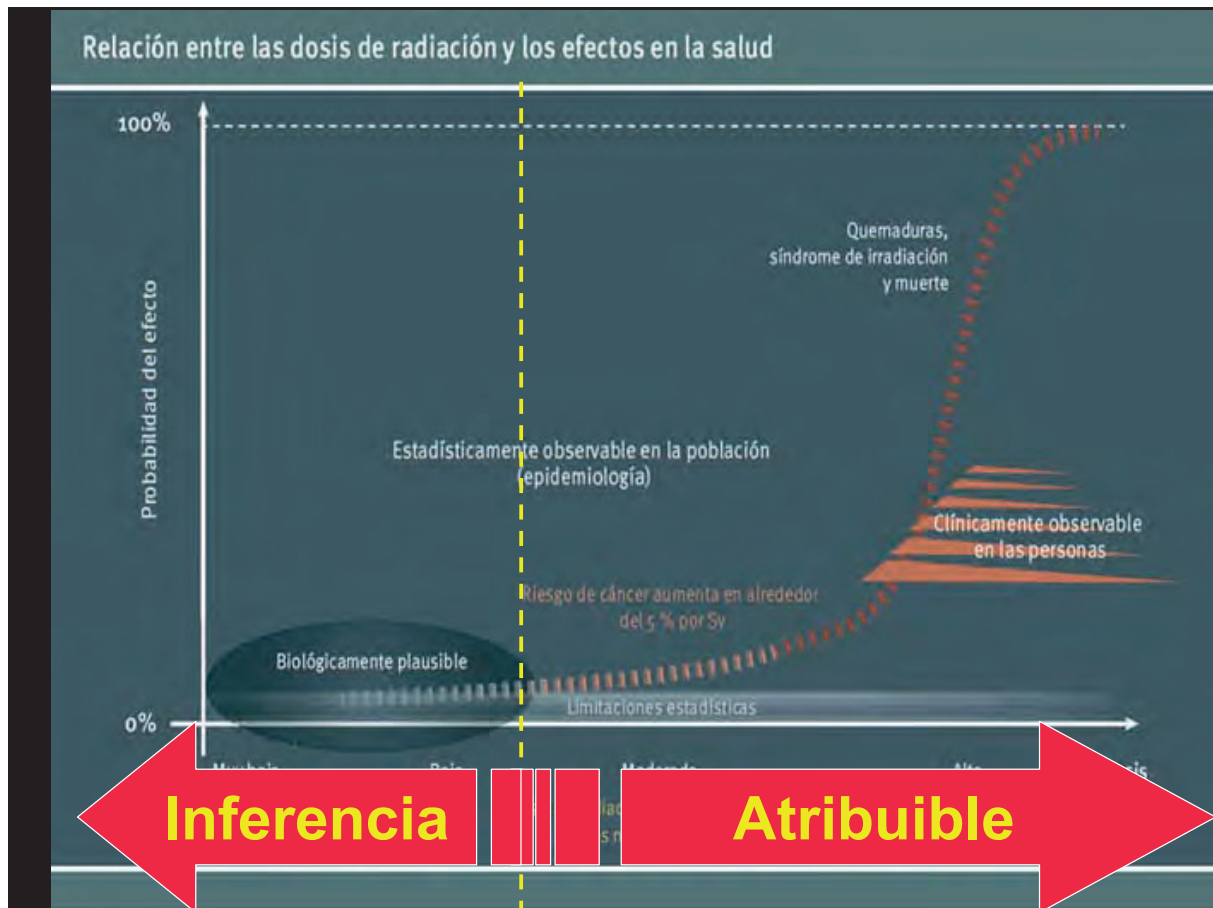 Relación entre las dosis de radiación y los efectos en la salud
100%
Quemaduras,
síndrome de irradiación
y muerte
Probabilidad del efecto
Estadísticamente observable en la población
(epidemiología)
Clínicamente observable
en las personas
Riesgo de cáncer aumenta en alrededor
del 5 % por Sv
Biológicamente plausible
Limitaciones estadísticas
0%
Inferencia
Atribuible